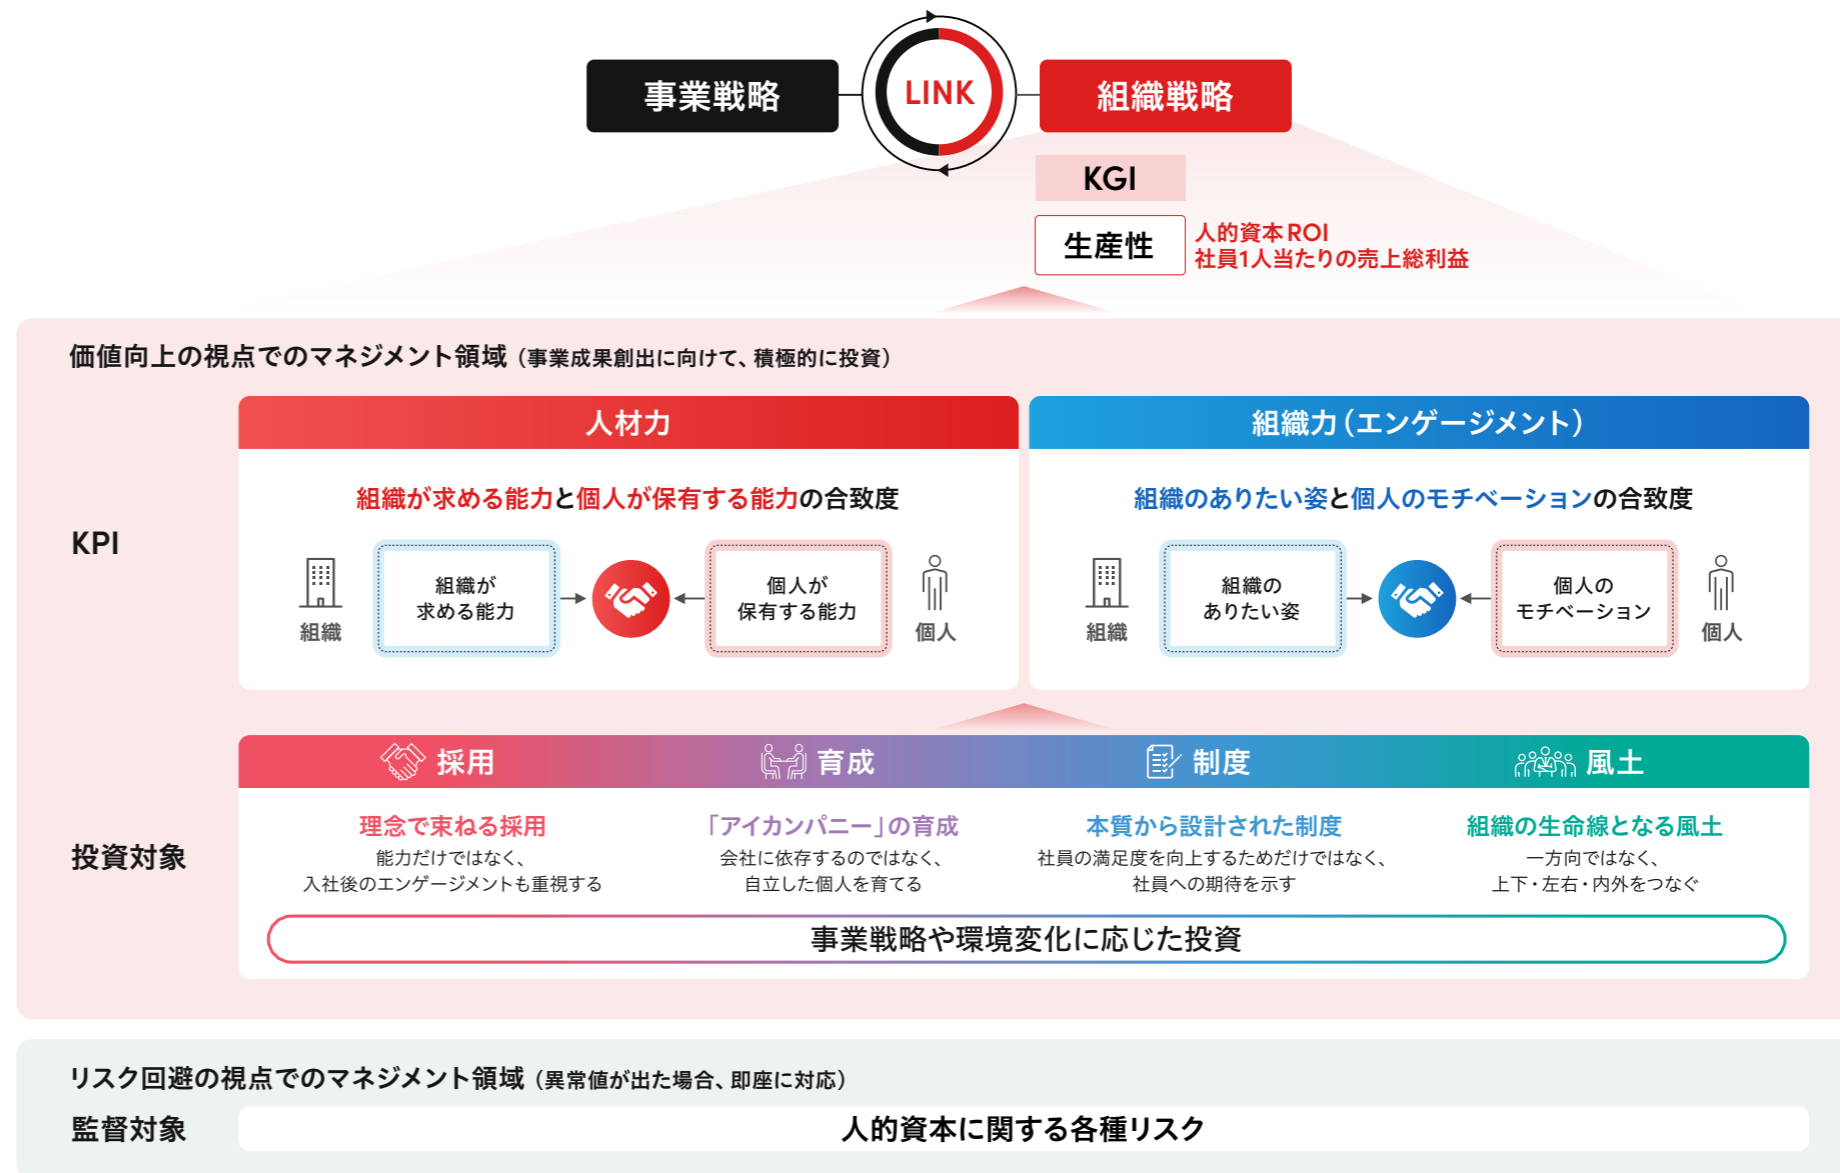 事業戦略
LINK
組織戦略
KGI
生産性
人的資本ROI
社員1人当たりの売上総利益
価値向上の視点でのマネジメント領域（事業成果創出に向けて、積極的に投資）
KPI
人材力
組織が求める能力と個人が保有する能力の合致度
組織
組織が
求める能力
個人が
保有する能力
個人
組織力（エンゲージメント）
組織のありたい姿と個人のモチベーションの合致度
組織
組織の
ありたい姿
個人の
モチベーション
個人
投資対象
採用
理念で束ねる採用
能力だけではなく、
入社後のエンゲージメントも重視する
育成
「アイカンパニー」の育成
会社に依存するのではなく、
自立した個人を育てる
制度
本質から設計された制度
社員の満足度を向上するためだけではなく、
社員への期待を示す
風土
組織の生命線となる風土
一方向ではなく、
上下・左右・内外をつなぐ
事業戦略や環境変化に応じた投資
リスク回避の視点でのマネジメント領域（異常値が出た場合、即座に対応）
監督対象
人的資本に関する各種リスク